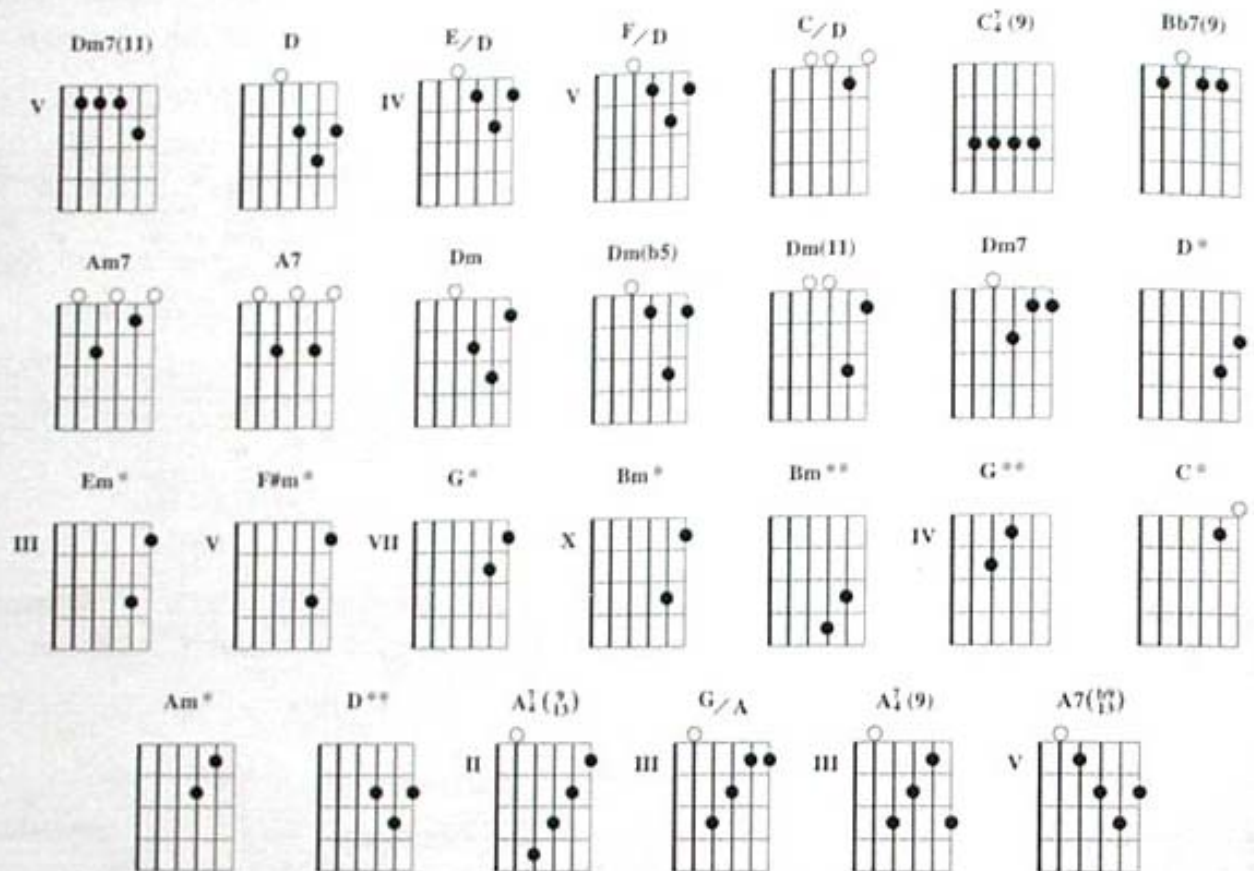 Dm7(11) D E/D F/D C/D C7/4(9) Bb7(9)
V IV V
Am7 A7 Dm Dm(b5) Dm(11) Dm7 D*
Em* F#m* G* Bm* Bm** G** C*
III V VII X IV
Am* D** A7/4(9/13) G/A A7/4(9) A7(b9/13)
II III III V